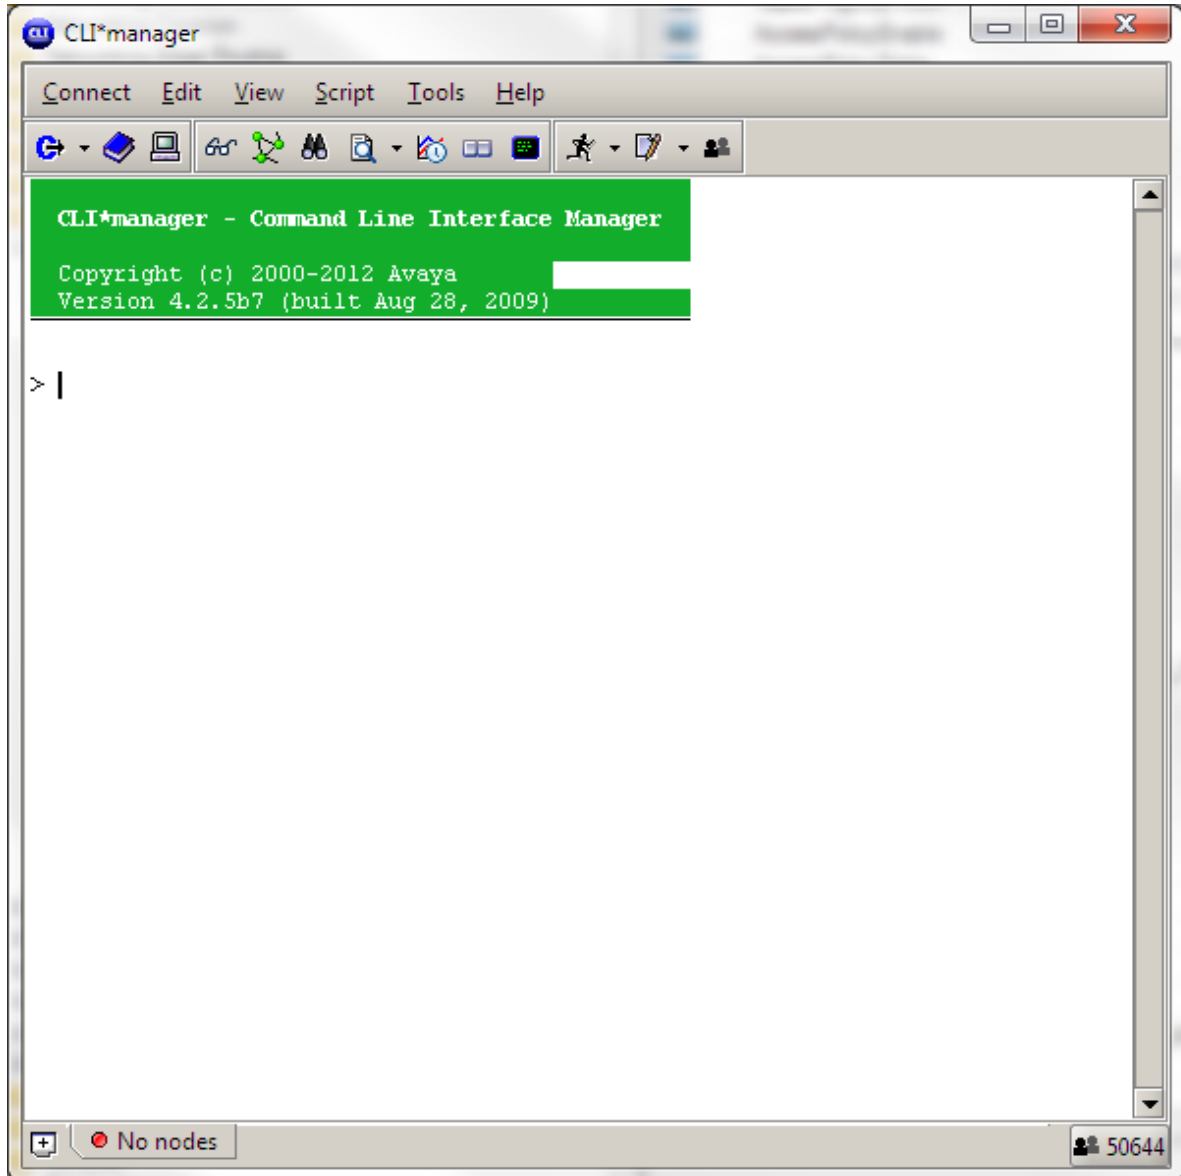 CLI CLI*manager
Connect Edit View Script Tools Help
CLI*manager - Command Line Interface Manager
Copyright (c) 2000-2012 Avaya
Version 4.2.5b7 (built Aug 28, 2009)
>
No nodes
50644